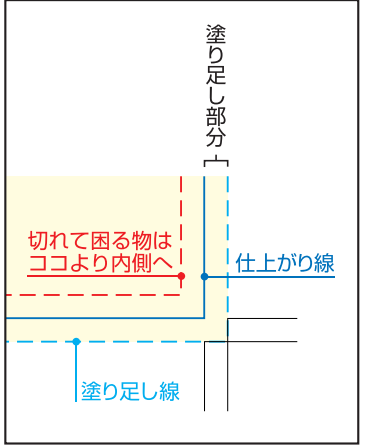 塗り足し部分
切れて困る物は
ココより内側へ
仕上がり線
塗り足し線